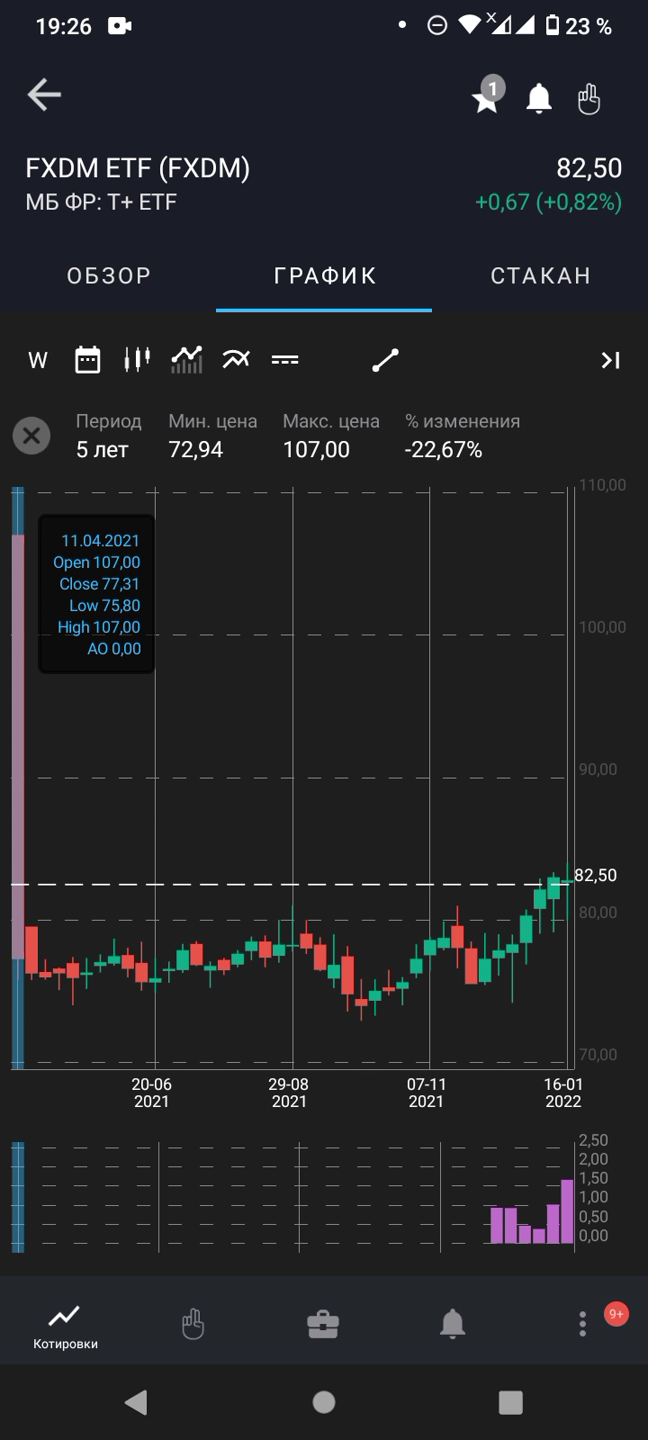 19:26
23 %
1
FXDM ETF (FXDM)
82,50
МБ ФР: Т+ ETF
+0,67 (+0,82%)
ОБЗОР
ГРАФИК
СТАКАН
W
Период
Мин. цена
Макс. цена
% изменения
5 лет
72,94
107,00
-22,67%
110,00
11.04.2021
Open 107,00
Close 77,31
Low 75,80
High 107,00
AO 0,00
100,00
90,00
82,50
80,00
70,00
20-06
2021
29-08
2021
07-11
2021
16-01
2022
2,50
2,00
1,50
1,00
0,50
0,00
9+
Котировки